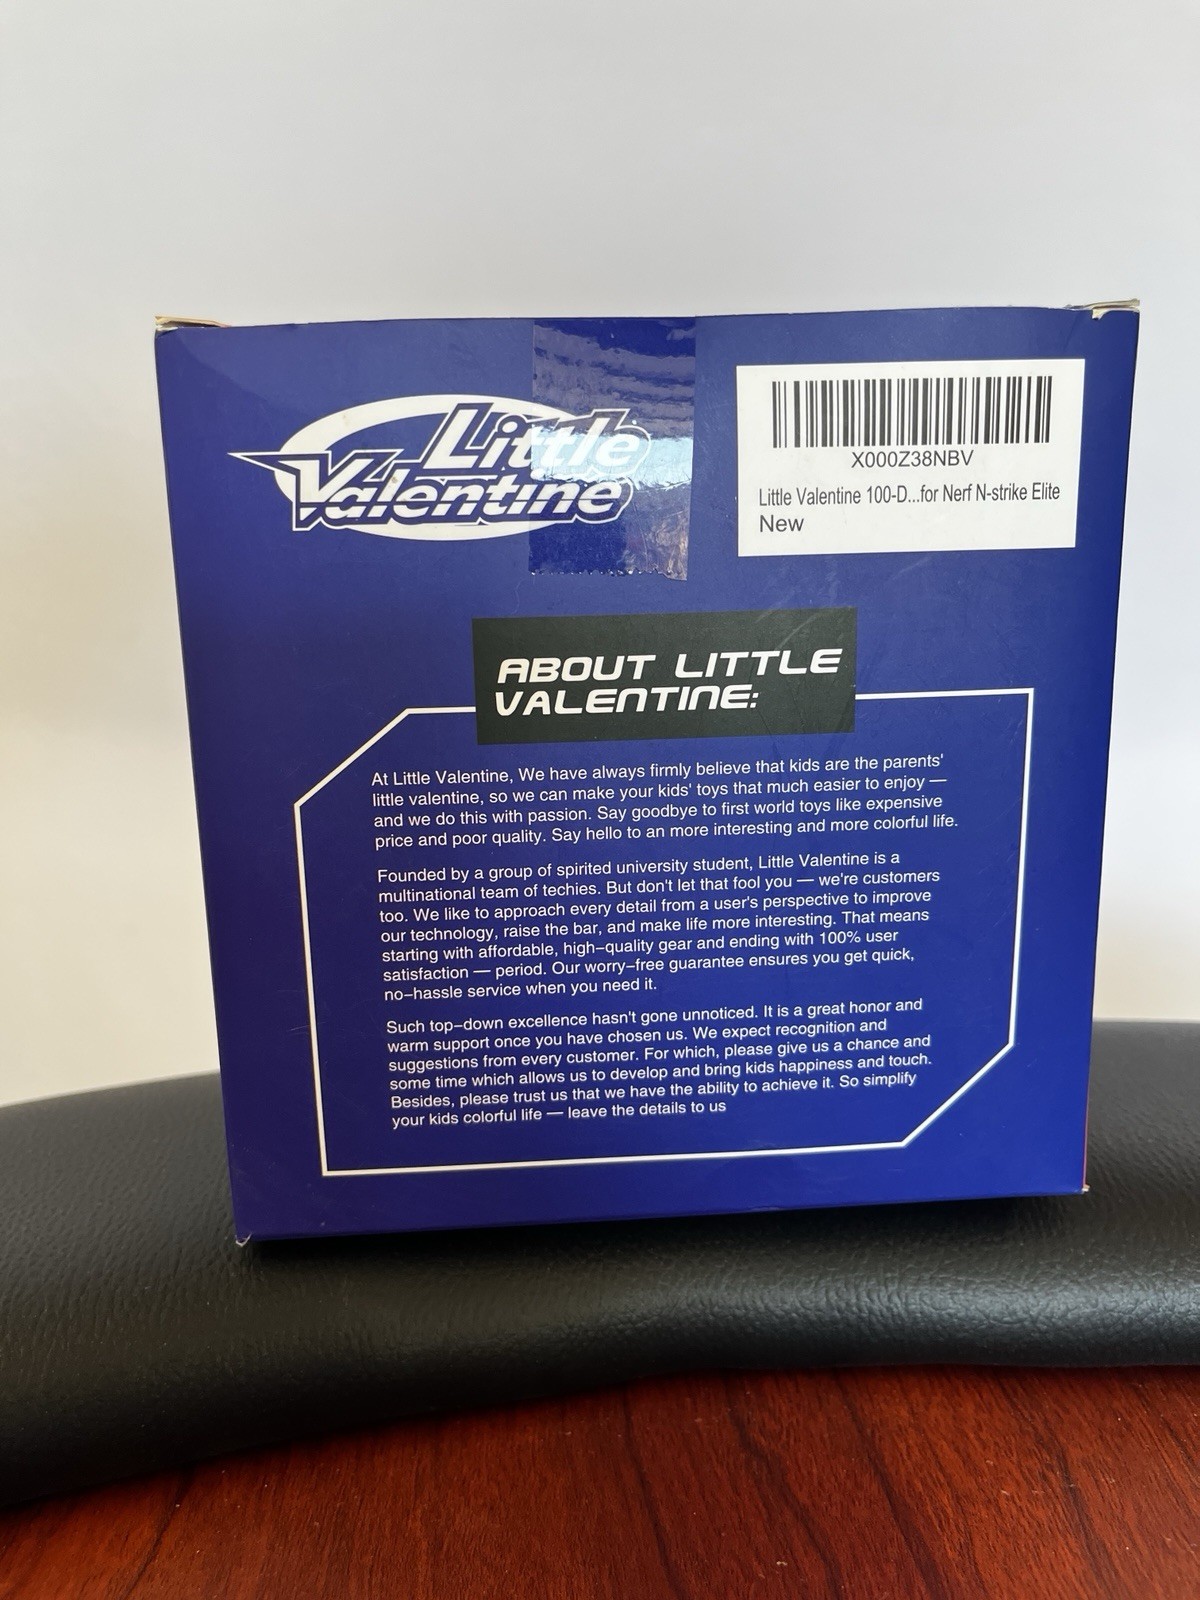 Little
Valentine
X000Z38NBV
Little Valentine 100-D...for Nerf N-strike Elite
New
ABOUT LITTLE
VALENTINE:
At Little Valentine, We have always firmly believe that kids are the parents'
little valentine, so we can make your kids' toys that much easier to enjoy —
and we do this with passion. Say goodbye to first world toys like expensive
price and poor quality. Say hello to an more interesting and more colorful life.
Founded by a group of spirited university student, Little Valentine is a
multinational team of techies. But don't let that fool you — we're customers
too. We like to approach every detail from a user's perspective to improve
our technology, raise the bar, and make life more interesting. That means
starting with affordable, high–quality gear and ending with 100% user
satisfaction — period. Our worry–free guarantee ensures you get quick,
no–hassle service when you need it.
Such top–down excellence hasn't gone unnoticed. It is a great honor and
warm support once you have chosen us. We expect recognition and
suggestions from every customer. For which, please give us a chance and
some time which allows us to develop and bring kids happiness and touch.
Besides, please trust us that we have the ability to achieve it. So simplify
your kids colorful life — leave the details to us